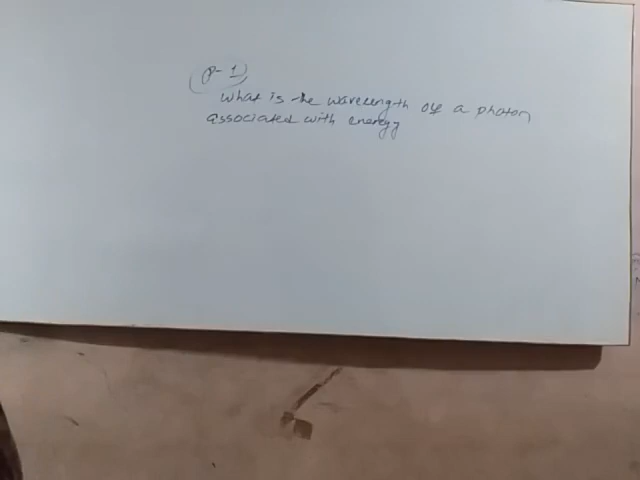 (P-1)
What is the wavelength of a photon
associated with energy